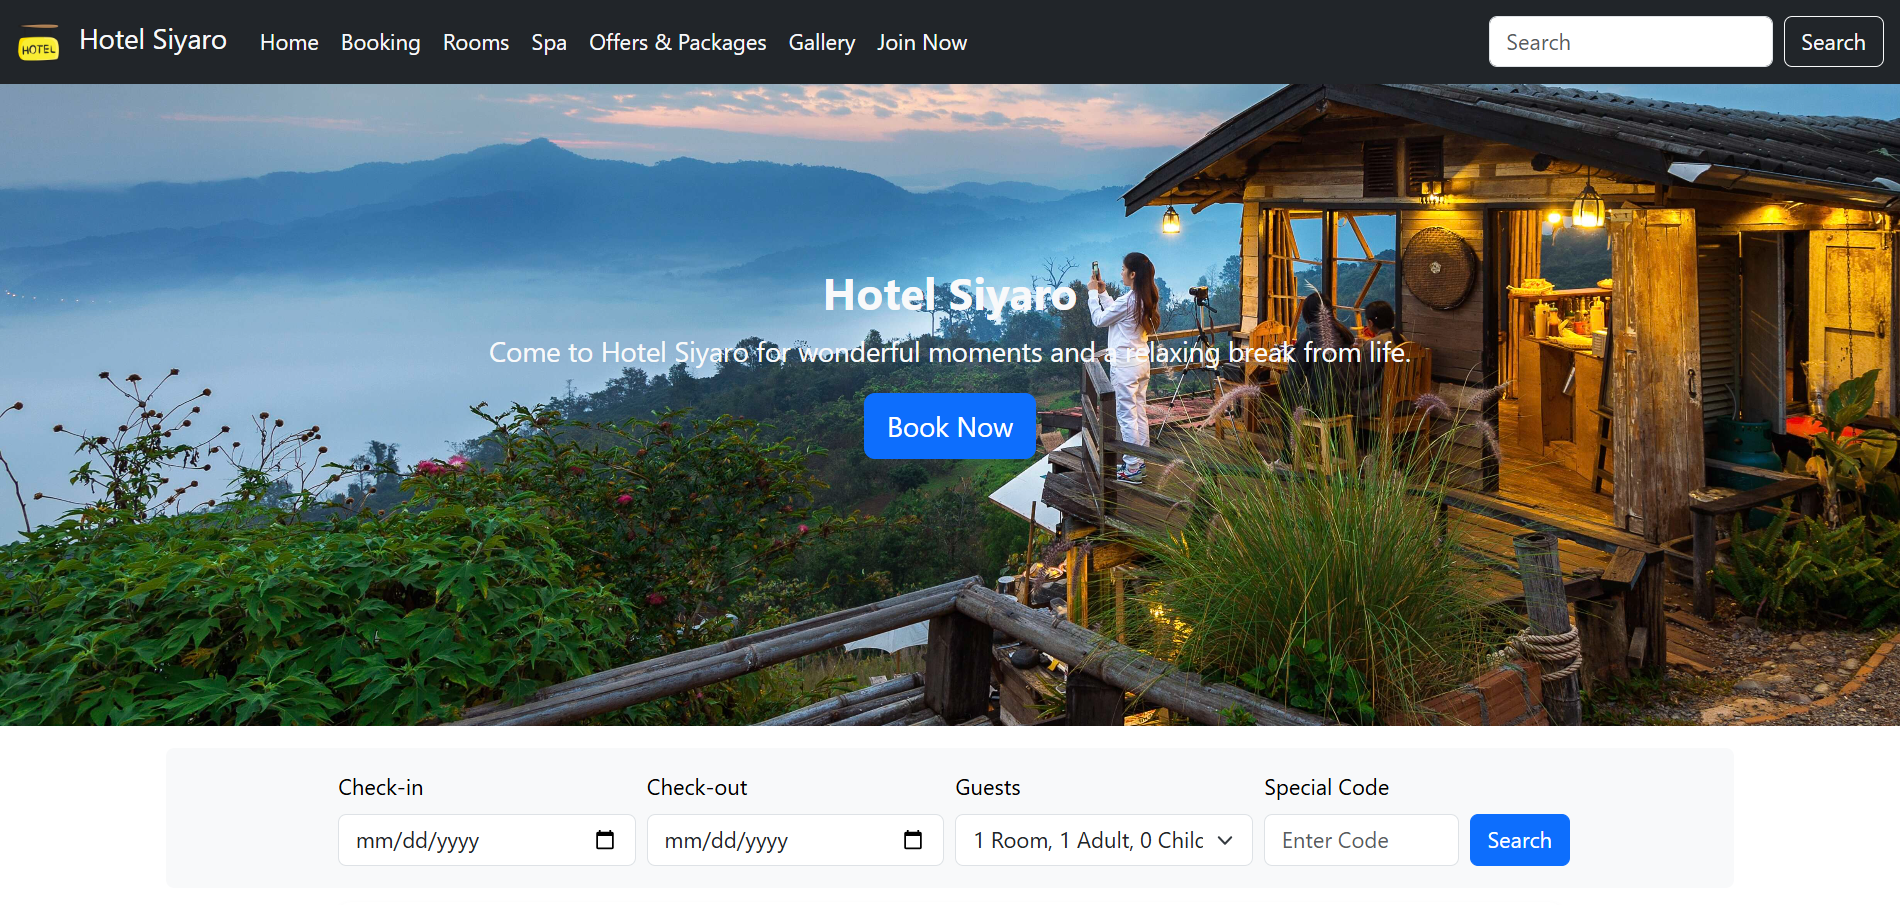 HOTEL
Hotel Siyaro
Home
Booking
Rooms
Spa
Offers & Packages
Gallery
Join Now
Search
Search
Hotel Siyaro
Come to Hotel Siyaro for wonderful moments and a relaxing break from life.
Book Now
Check-in
Check-out
Guests
Special Code
mm/dd/yyyy
mm/dd/yyyy
1 Room, 1 Adult, 0 Chilc
Enter Code
Search